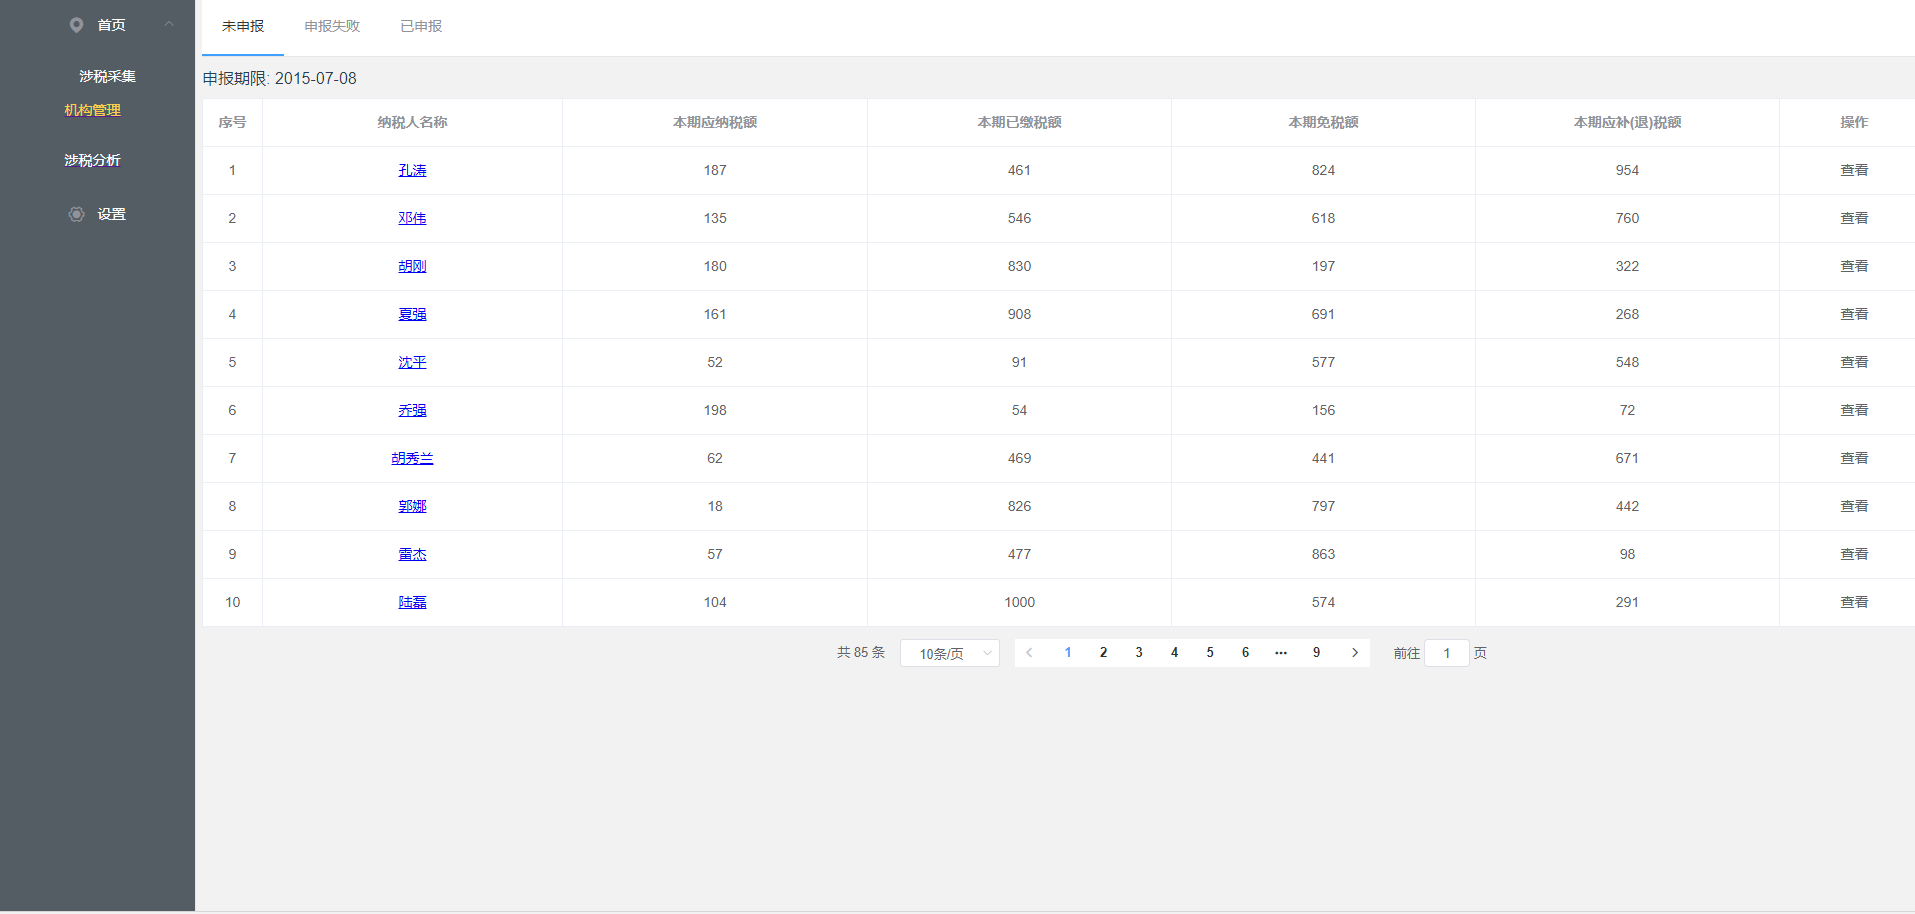 首页
涉税采集
机构管理
涉税分析
设置
未申报 申报失败 已申报
申报期限: 2015-07-08
序号 纳税人名称 本期应纳税额 本期已缴税额 本期免税额 本期应补(退)税额 操作
1 孔涛 187 461 824 954 查看
2 邓伟 135 546 618 760 查看
3 胡刚 180 830 197 322 查看
4 夏强 161 908 691 268 查看
5 沈平 52 91 577 548 查看
6 乔强 198 54 156 72 查看
7 胡秀兰 62 469 441 671 查看
8 郭娜 18 826 797 442 查看
9 雷杰 57 477 863 98 查看
10 陆磊 104 1000 574 291 查看
共 85 条 10条/页 1 2 3 4 5 6 ••• 9 前往 1 页